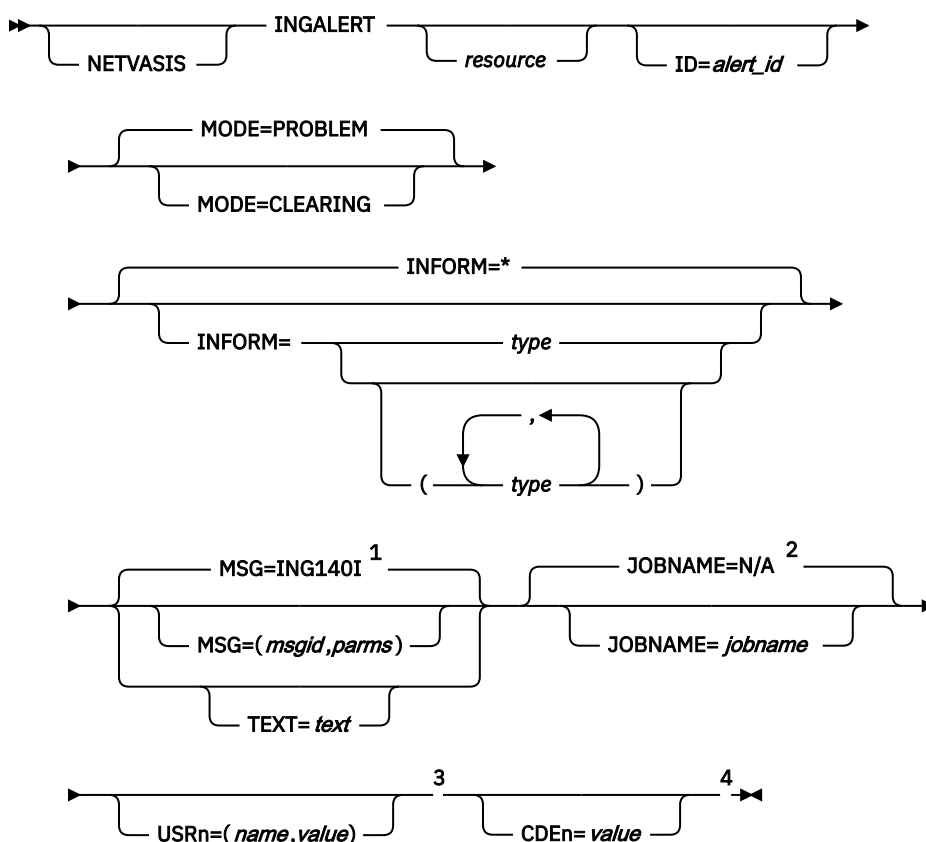 INGALERT
NETVASIS
resource
ID=alert_id
MODE=PROBLEM
MODE=CLEARING
INFORM=*
INFORM= type
,
( type )
MSG=ING140I 1
MSG=(msgid,parms)
TEXT=text
JOBNAME=N/A 2
JOBNAME=jobname
USRn=(name,value) 3
CDEn=value 4